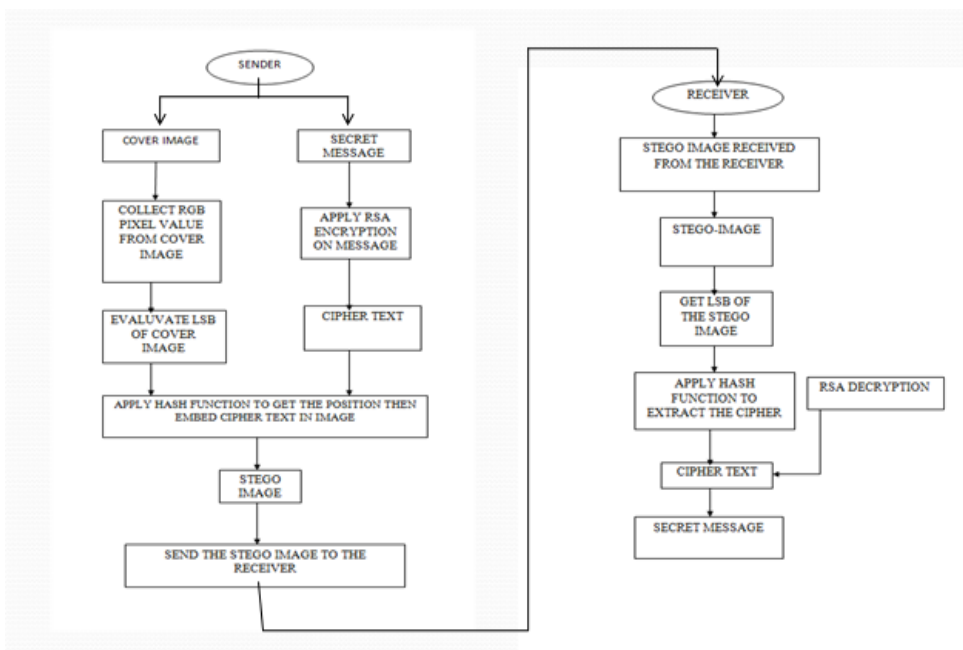 SENDER
COVER IMAGE
SECRET
MESSAGE
COLLECT RGB
PIXEL VALUE
FROM COVER
IMAGE
APPLY RSA
ENCRYPTION
ON MESSAGE
EVALUVATE LSB
OF COVER
IMAGE
CIPHER TEXT
APPLY HASH FUNCTION TO GET THE POSITION THEN
EMBED CIPHER TEXT IN IMAGE
STEGO
IMAGE
SEND THE STEGO IMAGE TO THE
RECEIVER
RECEIVER
STEGO IMAGE RECEIVED
FROM THE RECEIVER
STEGO-IMAGE
GET LSB OF
THE STEGO
IMAGE
APPLY HASH
FUNCTION TO
EXTRACT THE CIPHER
RSA DECRYPTION
CIPHER TEXT
SECRET MESSAGE